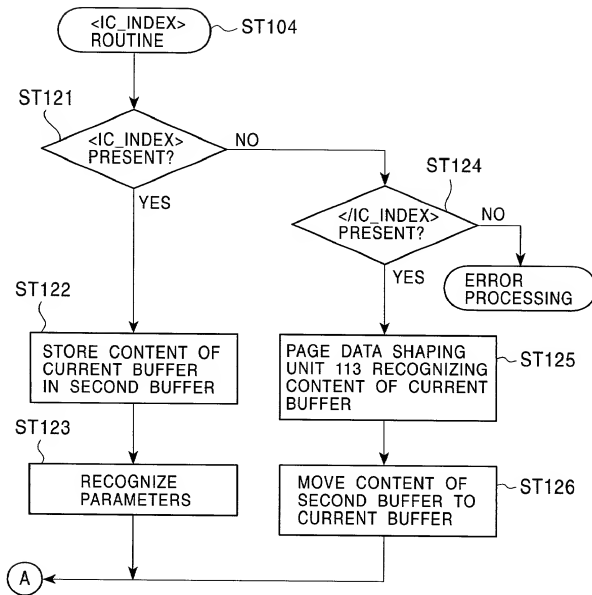 <IC_INDEX>
ROUTINE
ST104
ST121
<IC_INDEX>
PRESENT?
NO
YES
ST124
</IC_INDEX>
PRESENT?
NO
YES
ERROR
PROCESSING
ST122
STORE CONTENT OF
CURRENT BUFFER
IN SECOND BUFFER
PAGE DATA SHAPING
UNIT 113 RECOGNIZING
CONTENT OF CURRENT
BUFFER
ST125
ST123
RECOGNIZE
PARAMETERS
MOVE CONTENT OF
SECOND BUFFER TO
CURRENT BUFFER
ST126
A